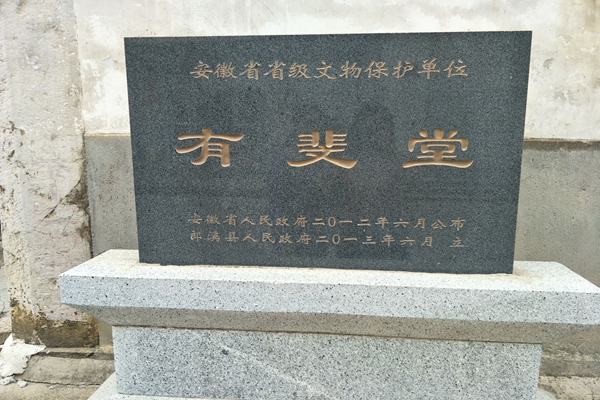 安徽省省级文物保护单位
有斐堂
安徽省人民政府二0一二年六月公布
郎溪县人民政府二0一三年六月 立